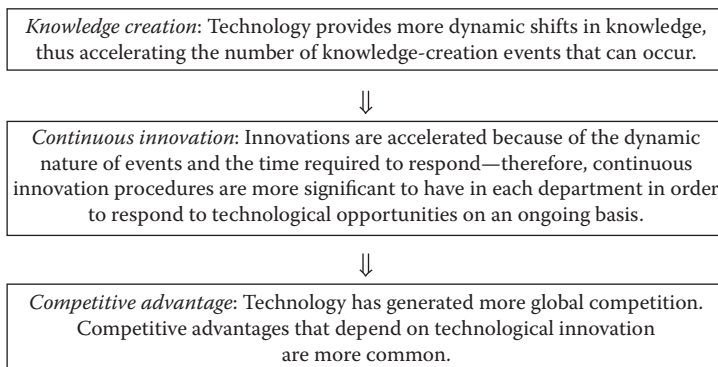 Knowledge creation: Technology provides more dynamic shifts in knowledge,
thus accelerating the number of knowledge-creation events that can occur.
⇓
Continuous innovation: Innovations are accelerated because of the dynamic
nature of events and the time required to respond—therefore, continuous
innovation procedures are more significant to have in each department in order
to respond to technological opportunities on an ongoing basis.
⇓
Competitive advantage: Technology has generated more global competition.
Competitive advantages that depend on technological innovation
are more common.